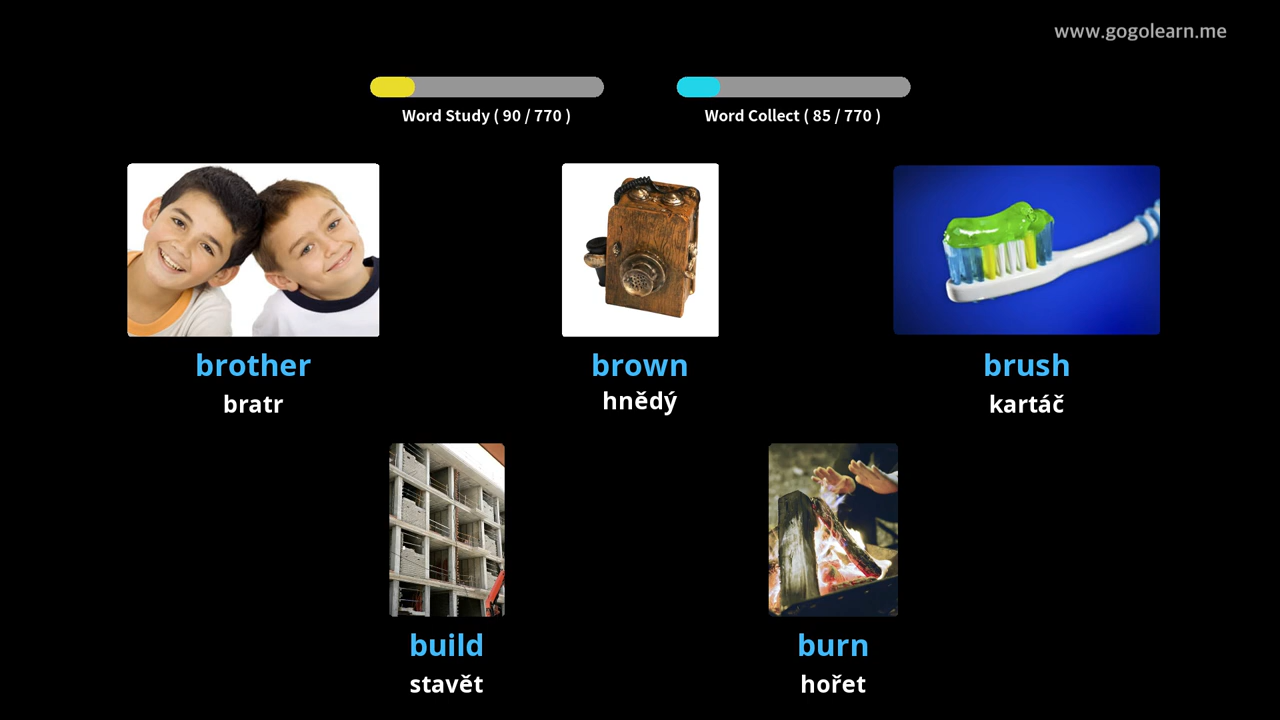 www.gogolearn.me
Word Study ( 90 / 770 )
Word Collect ( 85 / 770 )
brother
bratr
brown
hnědý
brush
kartáč
build
stavět
burn
hořet